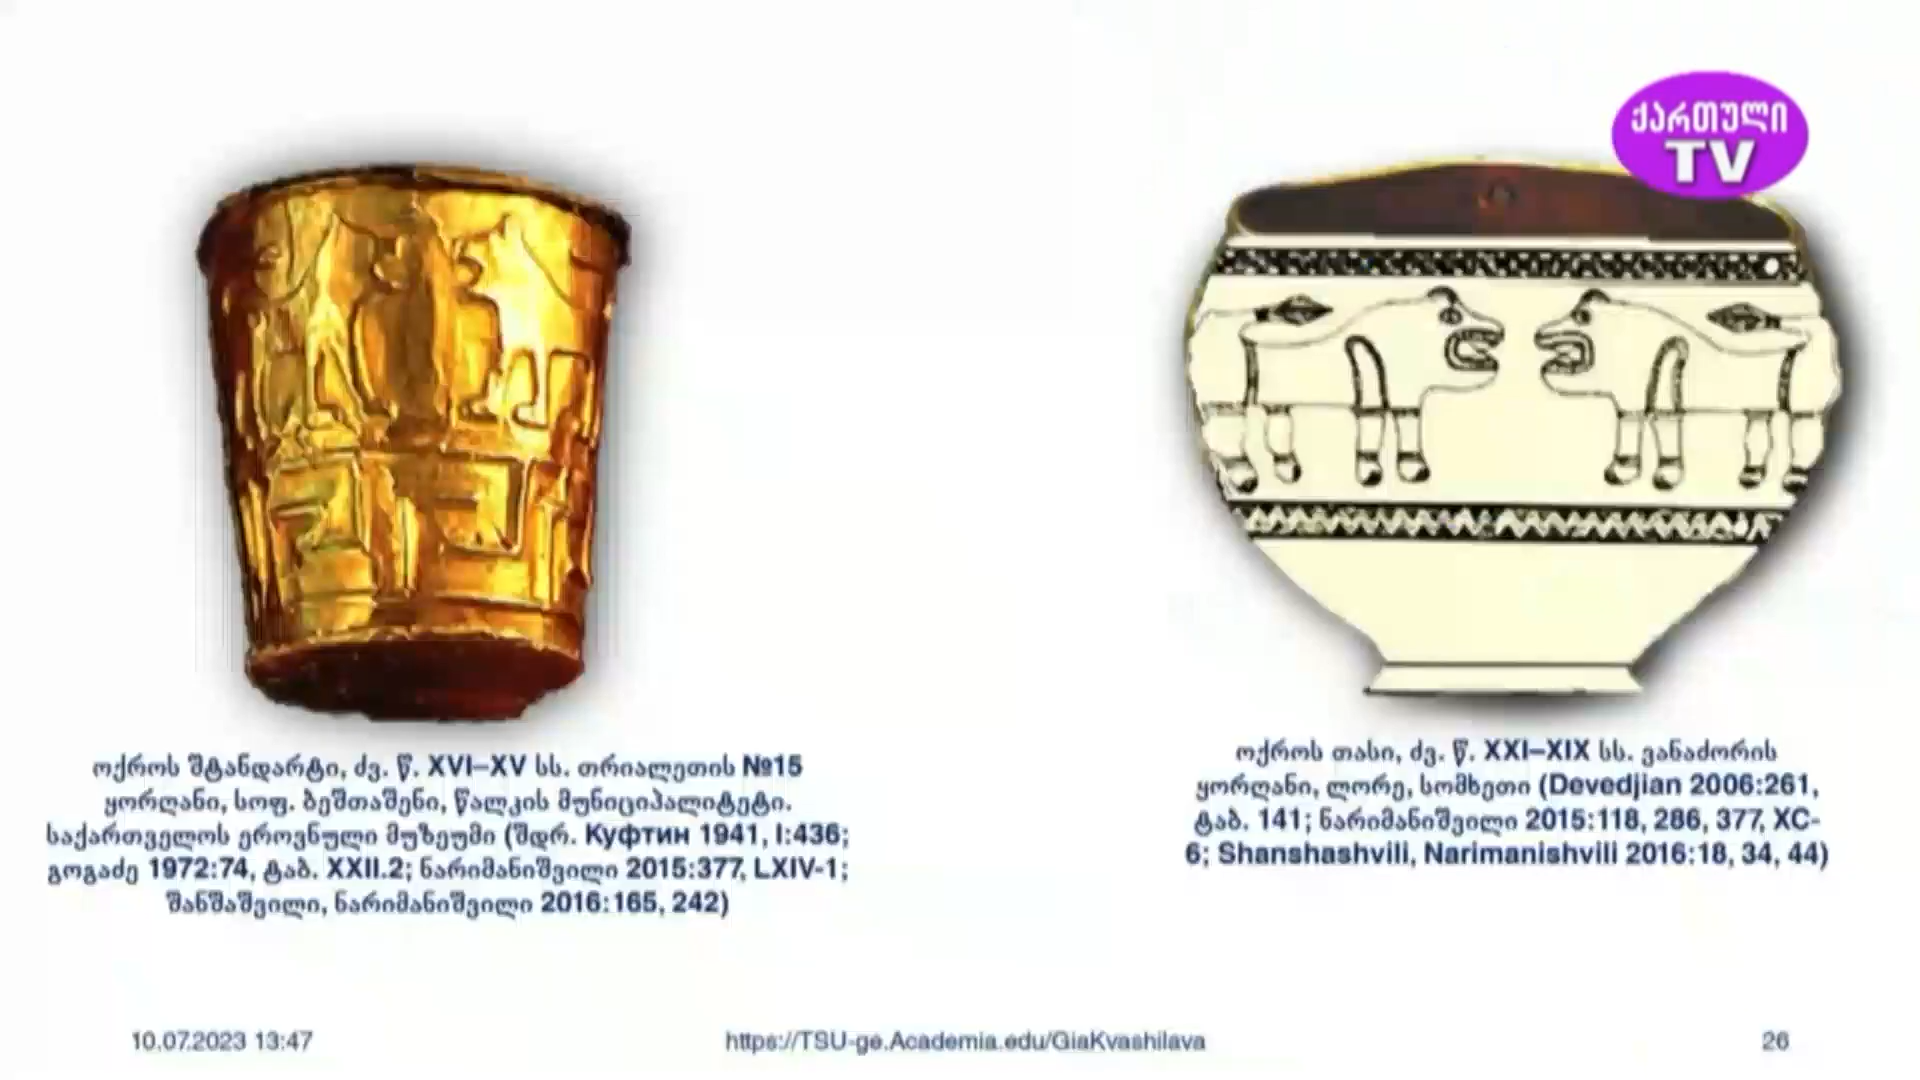 ქართული
TV
ოქროს შტანდარტი, ძვ. წ. XVI–XV სს. თრიალეთის №15
ყორღანი, სოფ. ბეშთაშენი, წალკის მუნიციპალიტეტი.
საქართველოს ეროვნული მუზეუმი (შდრ. Куфтин 1941, I:436;
გოგაძე 1972:74, ტაბ. XXII.2; ნარიმანიშვილი 2015:377, LXIV-1;
შანშაშვილი, ნარიმანიშვილი 2016:165, 242)
ოქროს თასი, ძვ. წ. XXI–XIX სს. ვანაძორის
ყორღანი, ლორე, სომხეთი (Devedjian 2006:261,
ტაბ. 141; ნარიმანიშვილი 2015:118, 286, 377, XC-
6; Shanshashvili, Narimanishvili 2016:18, 34, 44)
10.07.2023 13:47
https://TSU-ge.Academia.edu/GiaKvashilava
26